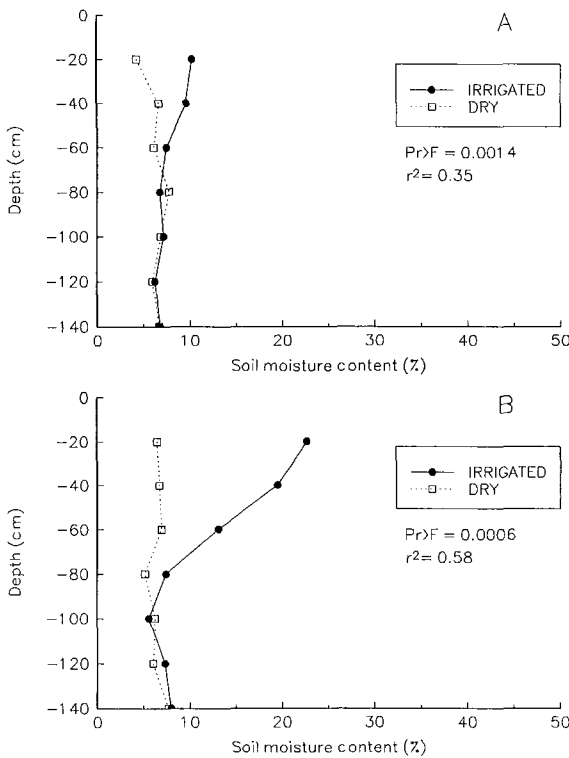 A
0
−20
−40
−60
−80
−100
−120
−140
Depth (cm)
IRRIGATED
DRY
Pr>F = 0.0014
r²= 0.35
0 10 20 30 40 50
Soil moisture content (%)
B
0
−20
−40
−60
−80
−100
−120
−140
Depth (cm)
IRRIGATED
DRY
Pr>F = 0.0006
r²= 0.58
0 10 20 30 40 50
Soil moisture content (%)